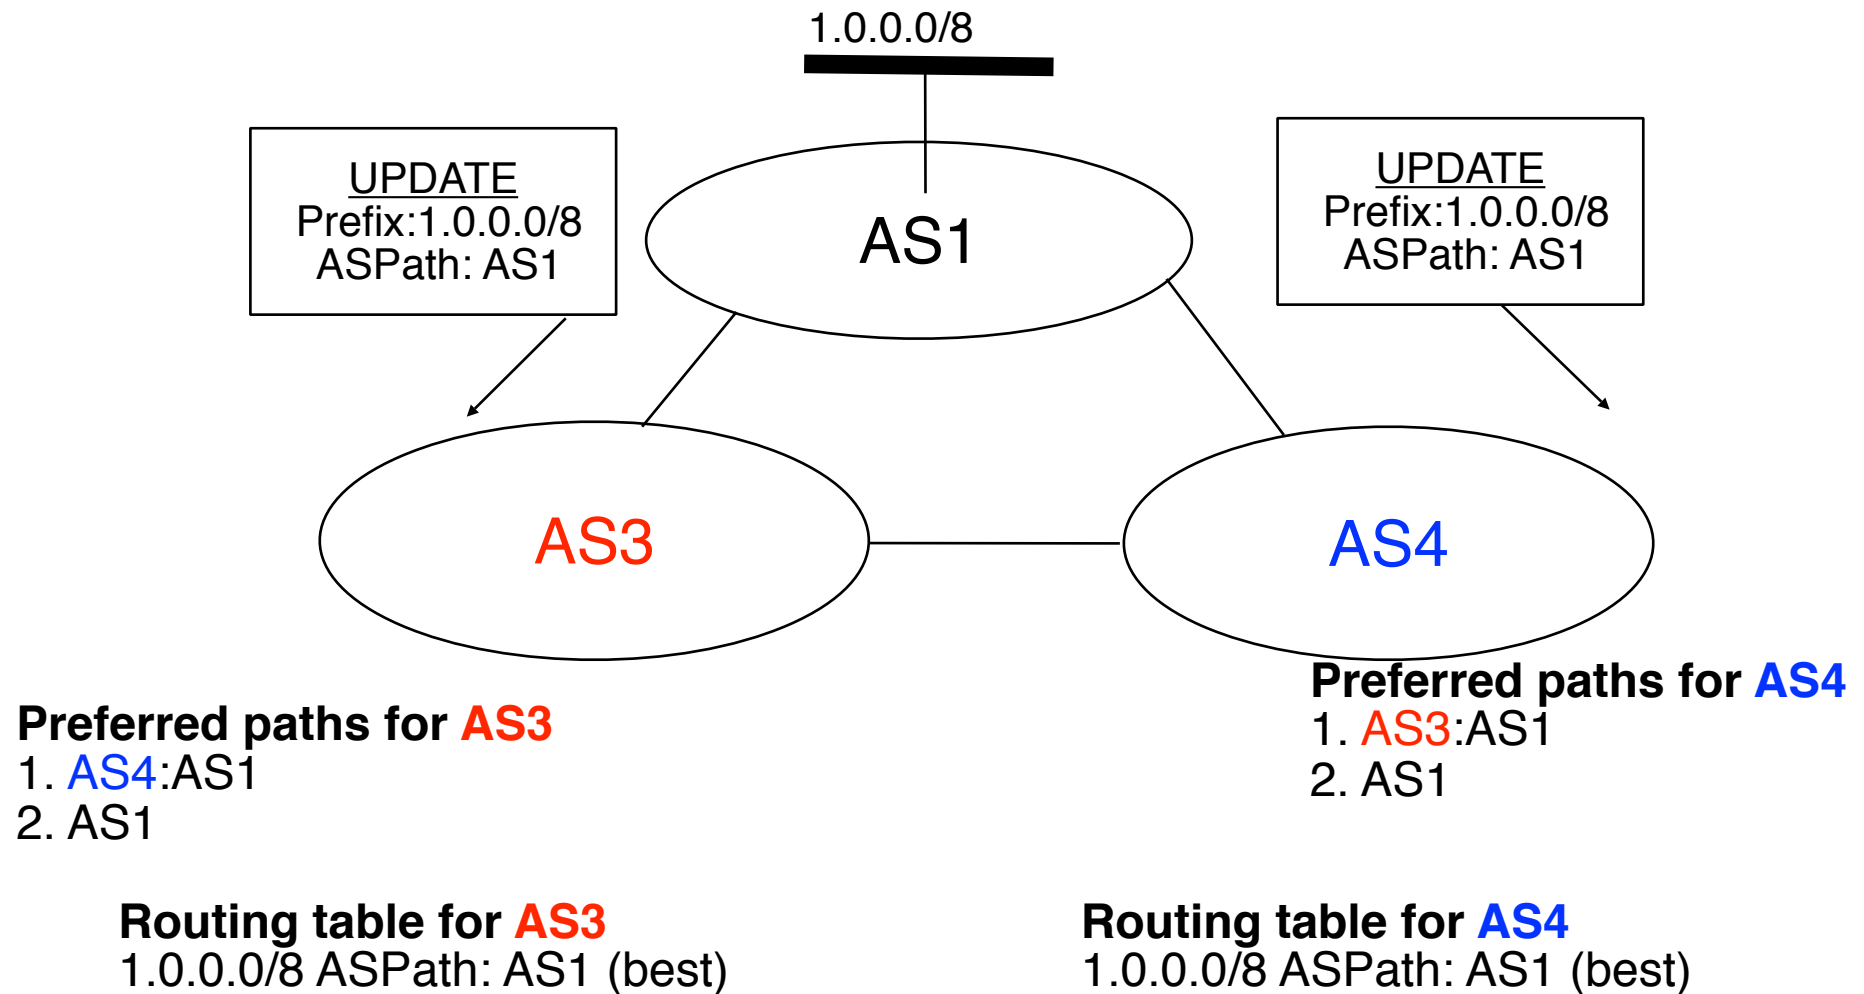 1.0.0.0/8
UPDATE
Prefix:1.0.0.0/8
ASPath: AS1
AS1
UPDATE
Prefix:1.0.0.0/8
ASPath: AS1
AS3
AS4
Preferred paths for AS3
1. AS4:AS1
2. AS1
Preferred paths for AS4
1. AS3:AS1
2. AS1
Routing table for AS3
1.0.0.0/8 ASPath: AS1 (best)
Routing table for AS4
1.0.0.0/8 ASPath: AS1 (best)